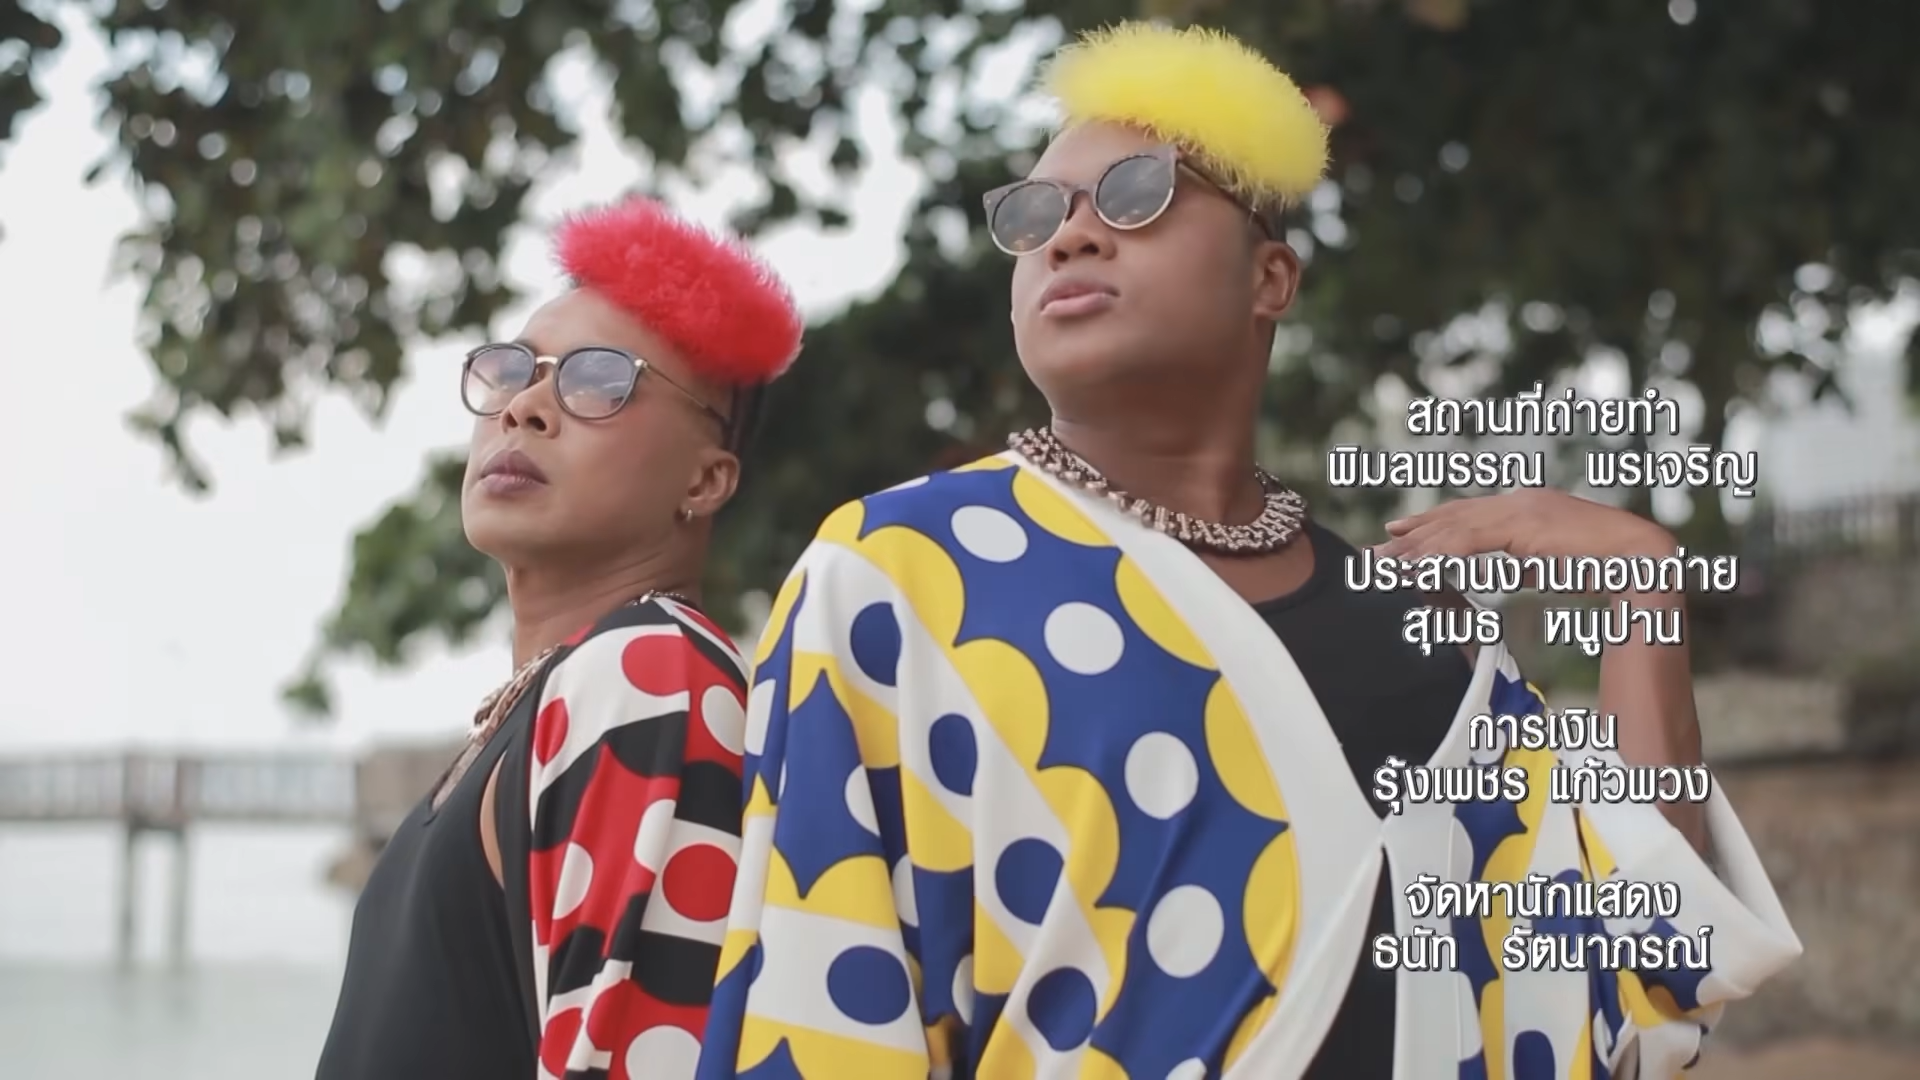 สถานที่ถ่ายทำ
พิมลพรรณ พรเจริญ
ประสานงานกองถ่าย
สุเมธ หนูปาน
การเงิน
รุ้งเพชร แก้วพวง
จัดหานักแสดง
ธนัท รัตนาภรณ์